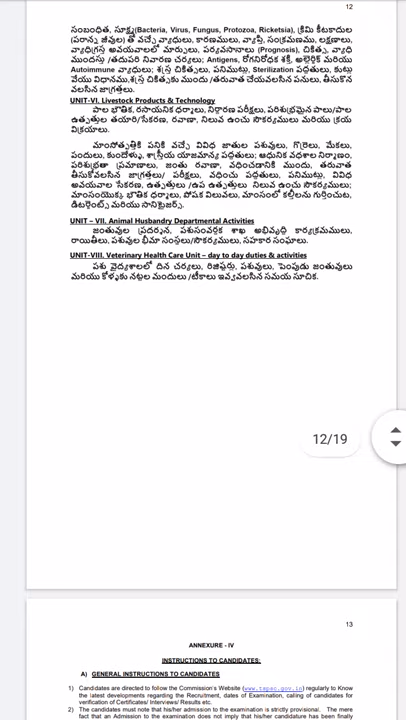 12
సంబంధిత, సూక్ష్మ(Bacteria, Virus, Fungus, Protozoa, Ricketsia), క్రిమి కీటకాదుల
(పరాన్న జీవుల) తో వచ్చే వ్యాధులు, కారణములు, వ్యాప్తి, సంక్రమణము, లక్షణాలు,
వ్యాధిగ్రస్త అవయవాలలో మార్పులు, పర్యవసానాలు (Prognosis), చికిత్స, వ్యాధి
ముందస్తు /తదుపరి నివారణ చర్యలు; Antigens, రోగనిరోధక శక్తి, అల్లెర్జిక్ మరియు
Autoimmune వ్యాధులు; శస్త్ర చికిత్సలు, పనిముట్లు, Sterilization పద్ధతులు, కుట్లు
వేయు విధానము,శస్త్ర చికిత్సకు ముందు /తరువాత చేయవలసిన పనులు, తీసుకొన
వలసిన జాగ్రత్తలు.
UNIT-VI. Livestock Products & Technology
పాల భౌతిక, రసాయనిక ధర్మాలు, నిర్ధారణ పరీక్షలు, పరిశుభ్రమైన పాలు/పాల
ఉత్పత్తుల తయారి/సేకరణ, రవాణా, నిలువ ఉంచు సౌకర్యములు మరియు క్రయ
విక్రయాలు.
మాంసోత్పత్తికి పనికి వచ్చే వివిధ జాతుల పశువులు, గొర్రెలు, మేకలు,
పందులు, కుందేళ్ళు, శాస్త్రీయ యాజమాన్య పద్ధతులు; ఆధునిక వధశాల నిర్మాణం,
పరిశుభ్రతా ప్రమాణాలు, జంతు రవాణా, వధించడానికి ముందు, తరువాత
తీసుకోవలసిన జాగ్రత్తలు/ పరీక్షలు, వధించు పద్ధతులు, పనిముట్లు, వివిధ
అవయవాల సేకరణ, ఉత్పత్తులు /ఉప ఉత్పత్తులు నిలువ ఉంచు సౌకర్యములు;
మాంసంయొక్క భౌతిక ధర్మాలు, పోషక విలువలు, మాంసంలో కల్తీలను గుర్తించుట,
డిటర్జెంట్స్ మరియు సానిటైజర్స్.
UNIT – VII. Animal Husbandry Departmental Activities
జంతువుల ప్రదర్శన, పశుసంవర్ధక శాఖ అభివృద్ధి కార్యక్రమములు,
రాయితీలు, పశువుల భీమా సంస్థలు/సౌకర్యములు, సహకార సంఘాలు.
UNIT-VIII. Veterinary Health Care Unit – day to day duties & activities
పశు వైద్యశాలలో దిన చర్యలు, రిజిస్టర్లు, పశువులు, పెంపుడు జంతువులు
మరియు కోళ్ళకు నట్టల మందులు /టీకాలు ఇవ్వవలసిన సమయ సూచిక.
12/19
13
ANNEXURE - IV
INSTRUCTIONS TO CANDIDATES:
A) GENERAL INSTRUCTIONS TO CANDIDATES
1) Candidates are directed to follow the Commission's Website (www.tspsc.gov.in) regularly to Know
the latest developments regarding the Recruitment, dates of Examination, calling of candidates for
verification of Certificates/ Interviews/ Results etc.
2) The candidates must note that his/her admission to the examination is strictly provisional. The mere
fact that an Admission to the examination does not imply that his/her candidature has been finally